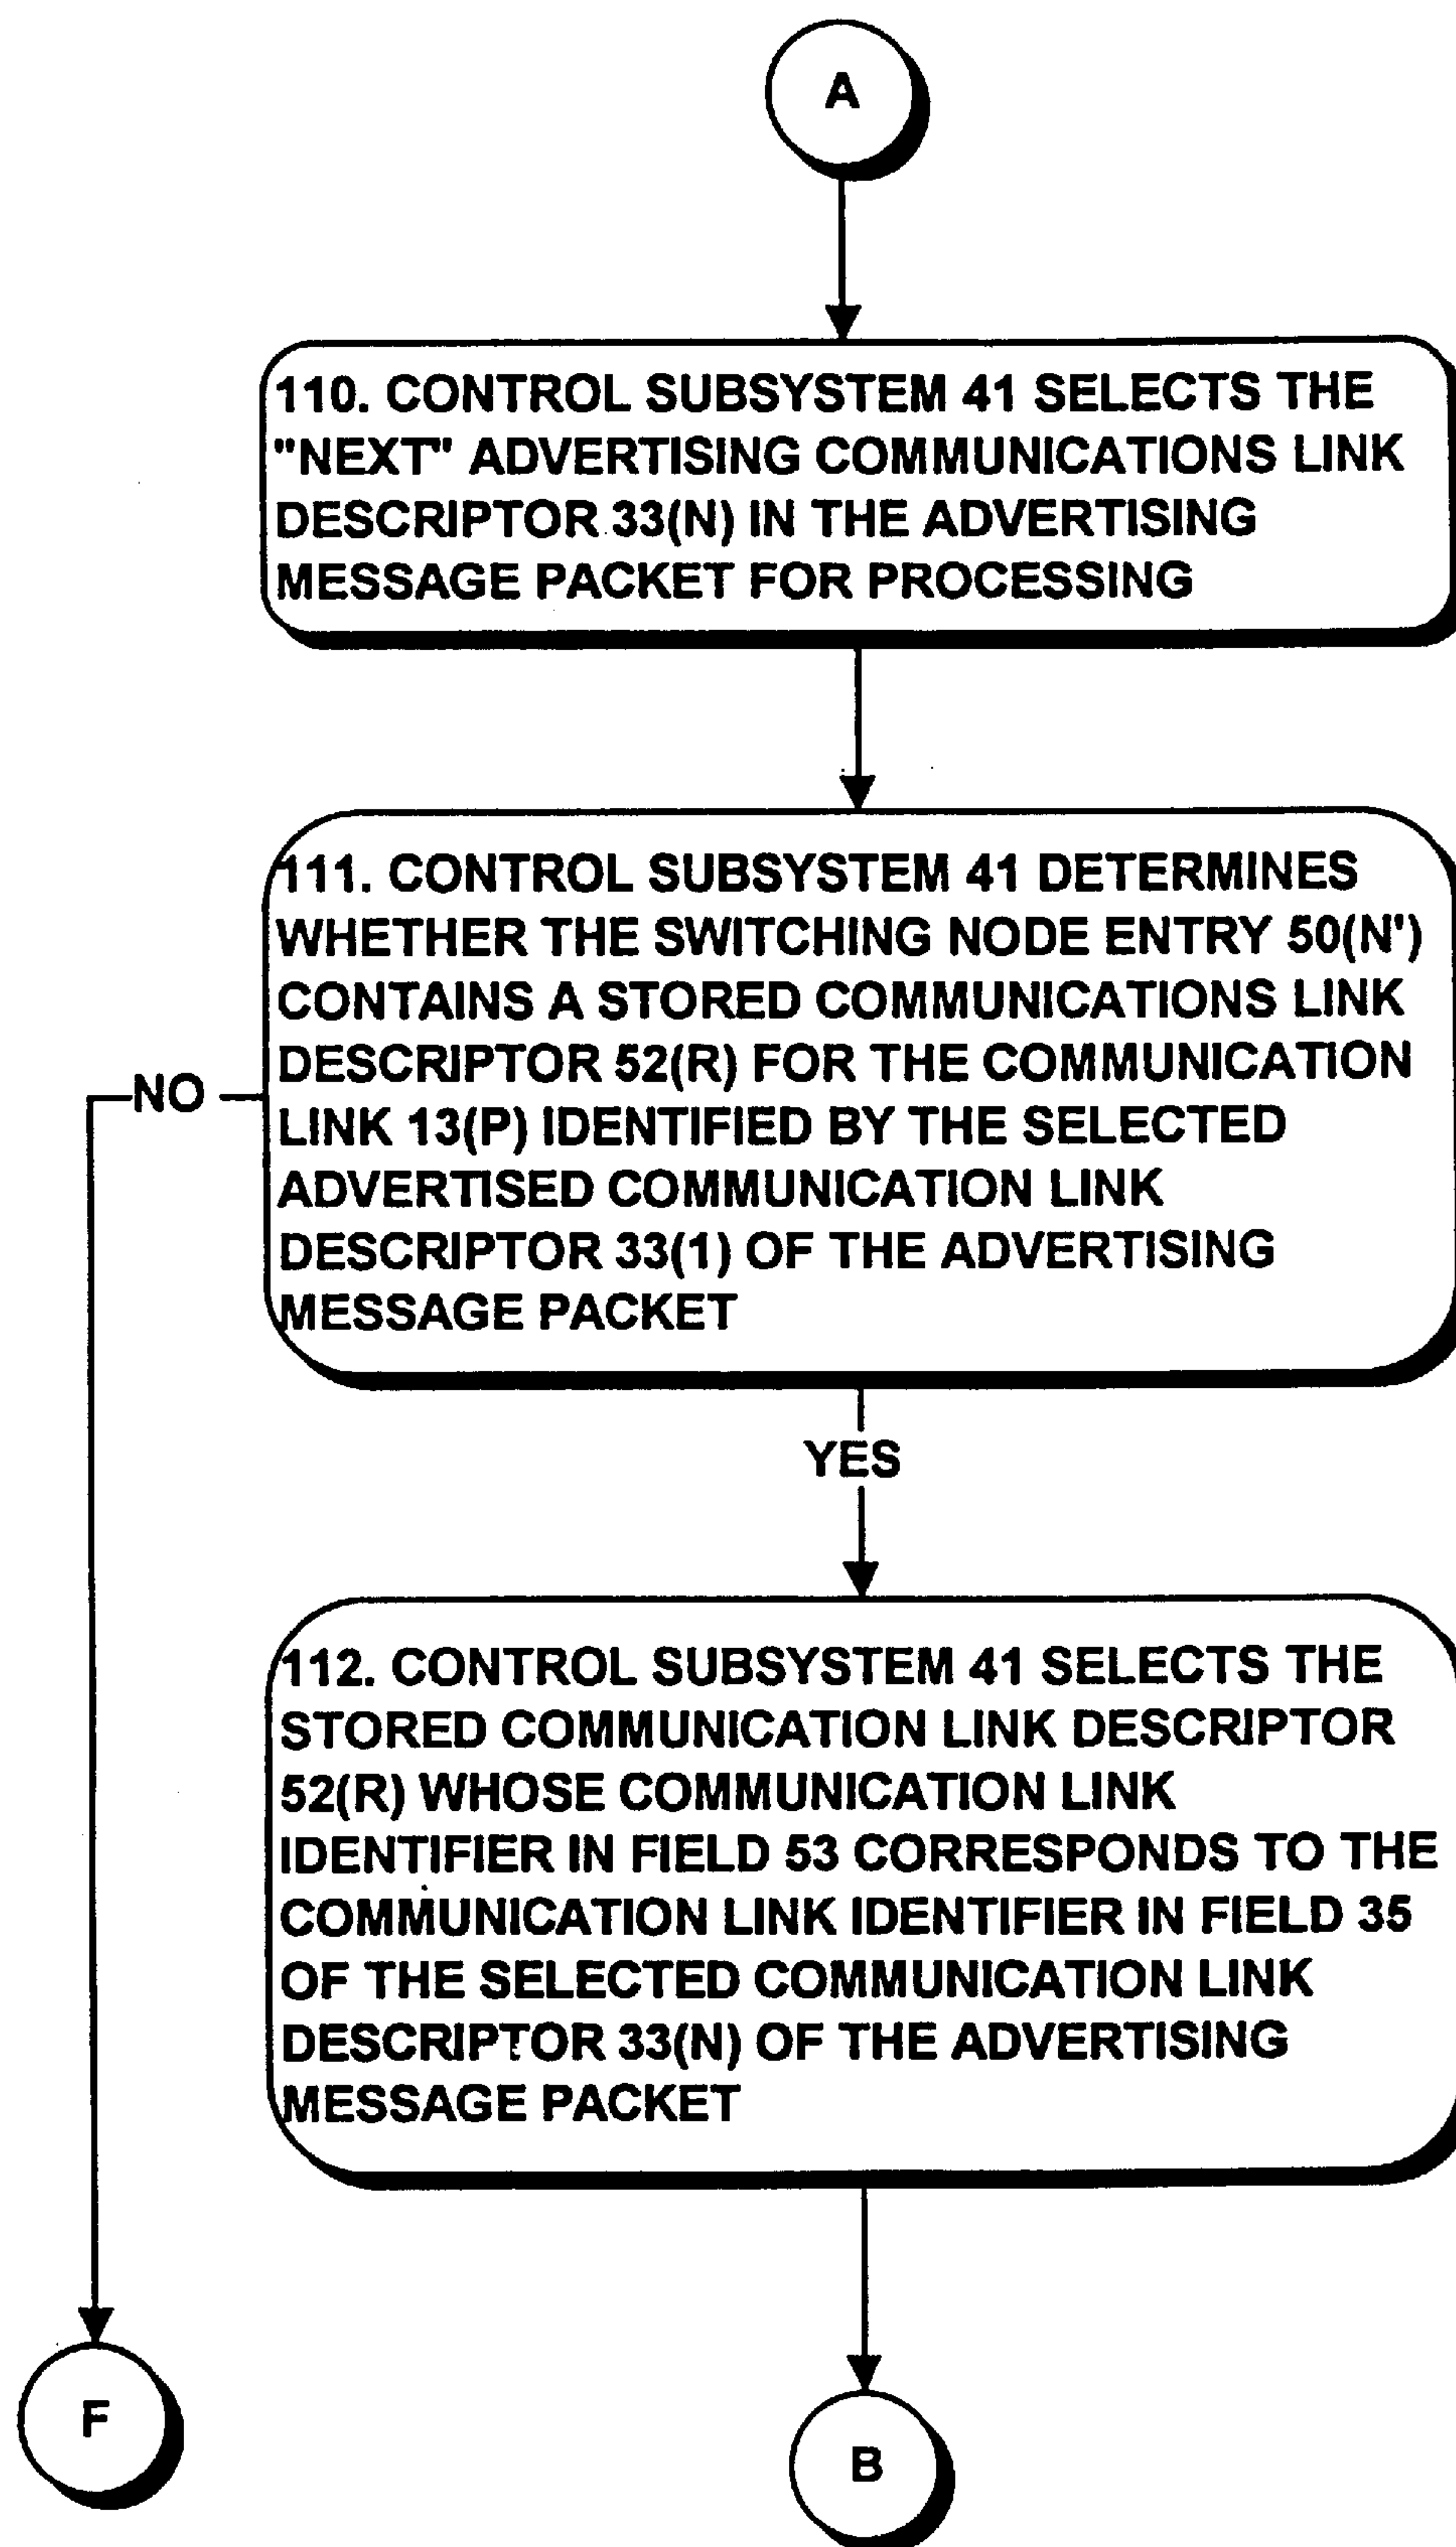 A
110. CONTROL SUBSYSTEM 41 SELECTS THE
"NEXT" ADVERTISING COMMUNICATIONS LINK
DESCRIPTOR 33(N) IN THE ADVERTISING
MESSAGE PACKET FOR PROCESSING
111. CONTROL SUBSYSTEM 41 DETERMINES
WHETHER THE SWITCHING NODE ENTRY 50(N')
CONTAINS A STORED COMMUNICATIONS LINK
DESCRIPTOR 52(R) FOR THE COMMUNICATION
LINK 13(P) IDENTIFIED BY THE SELECTED
ADVERTISED COMMUNICATION LINK
DESCRIPTOR 33(1) OF THE ADVERTISING
MESSAGE PACKET
NO
YES
112. CONTROL SUBSYSTEM 41 SELECTS THE
STORED COMMUNICATION LINK DESCRIPTOR
52(R) WHOSE COMMUNICATION LINK
IDENTIFIER IN FIELD 53 CORRESPONDS TO THE
COMMUNICATION LINK IDENTIFIER IN FIELD 35
OF THE SELECTED COMMUNICATION LINK
DESCRIPTOR 33(N) OF THE ADVERTISING
MESSAGE PACKET
F
B